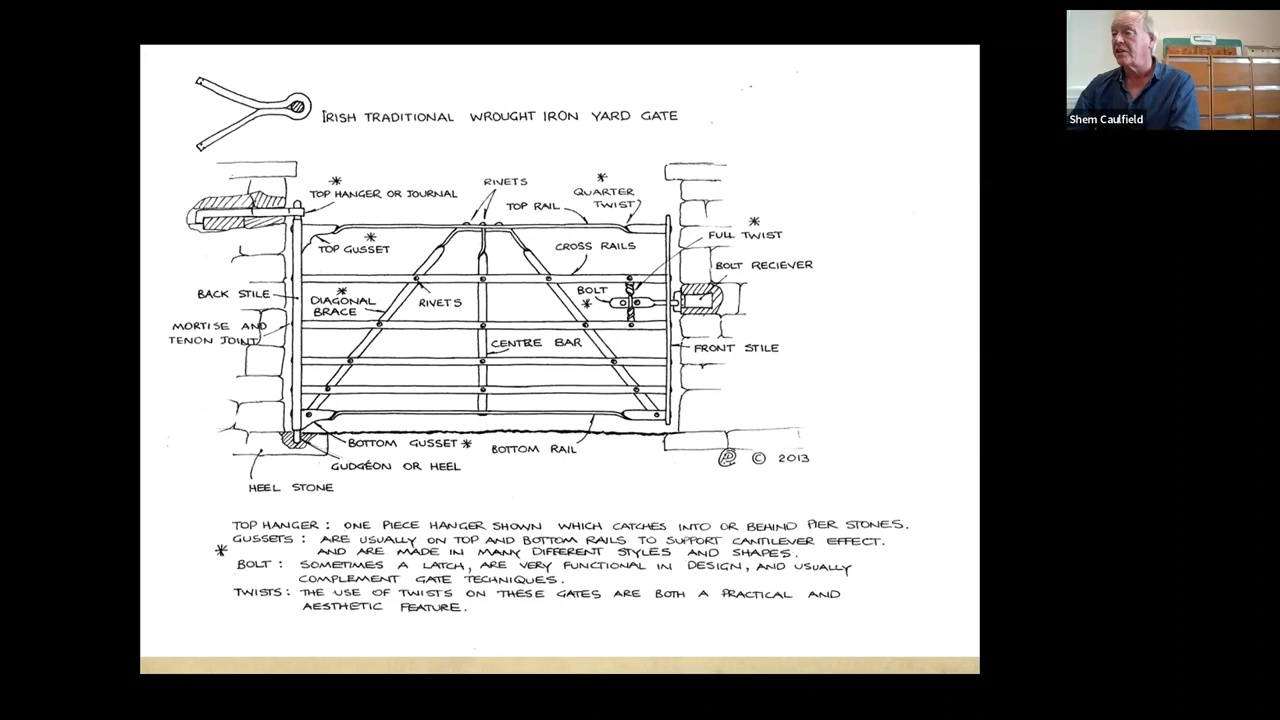 Shem Caulfield
IRISH TRADITIONAL WROUGHT IRON YARD GATE
*
TOP HANGER OR JOURNAL
RIVETS
*
QUARTER
TWIST
TOP RAIL
*
FULL TWIST
*
TOP GUSSET
CROSS RAILS
BOLT RECIEVER
BACK STILE
*
DIAGONAL
BRACE
RIVETS
BOLT
*
MORTISE AND
TENON JOINT
CENTRE BAR
FRONT STILE
BOTTOM GUSSET *
BOTTOM RAIL
GUDGEON OR HEEL
HEEL STONE
© 2013
TOP HANGER : ONE PIECE HANGER SHOWN WHICH CATCHES INTO OR BEHIND PIER STONES.
GUSSETS : ARE USUALLY ON TOP AND BOTTOM RAILS TO SUPPORT CANTILEVER EFFECT.
* AND ARE MADE IN MANY DIFFERENT STYLES AND SHAPES.
BOLT : SOMETIMES A LATCH, ARE VERY FUNCTIONAL IN DESIGN, AND USUALLY
COMPLEMENT GATE TECHNIQUES.
TWISTS : THE USE OF TWISTS ON THESE GATES ARE BOTH A PRACTICAL AND
AESTHETIC FEATURE.